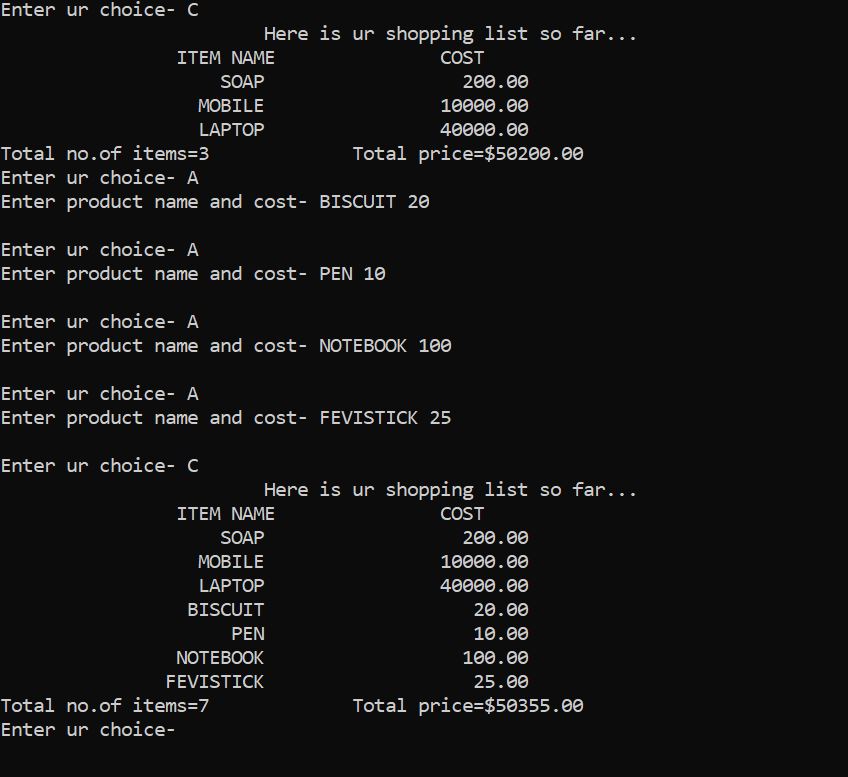 Enter ur choice- C
Here is ur shopping list so far...
ITEM NAME COST
SOAP 200.00
MOBILE 10000.00
LAPTOP 40000.00
Total no.of items=3 Total price=$50200.00
Enter ur choice- A
Enter product name and cost- BISCUIT 20
Enter ur choice- A
Enter product name and cost- PEN 10
Enter ur choice- A
Enter product name and cost- NOTEBOOK 100
Enter ur choice- A
Enter product name and cost- FEVISTICK 25
Enter ur choice- C
Here is ur shopping list so far...
ITEM NAME COST
SOAP 200.00
MOBILE 10000.00
LAPTOP 40000.00
BISCUIT 20.00
PEN 10.00
NOTEBOOK 100.00
FEVISTICK 25.00
Total no.of items=7 Total price=$50355.00
Enter ur choice-